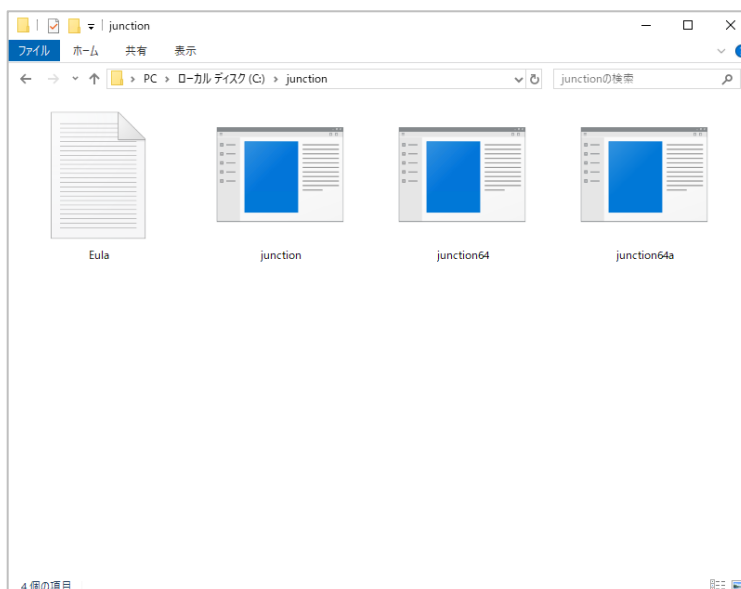 junction
ファイル ホーム 共有 表示
PC > ローカル ディスク (C:) > junction junctionの検索
Eula junction junction64 junction64a
4 個の項目